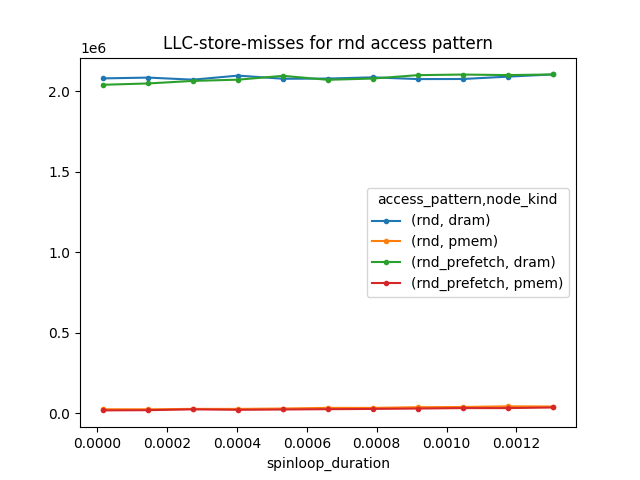 LLC-store-misses for rnd access pattern
1e6
2.0
1.5
1.0
0.5
0.0
access_pattern,node_kind
(rnd, dram)
(rnd, pmem)
(rnd_prefetch, dram)
(rnd_prefetch, pmem)
0.0000 0.0002 0.0004 0.0006 0.0008 0.0010 0.0012
spinloop_duration